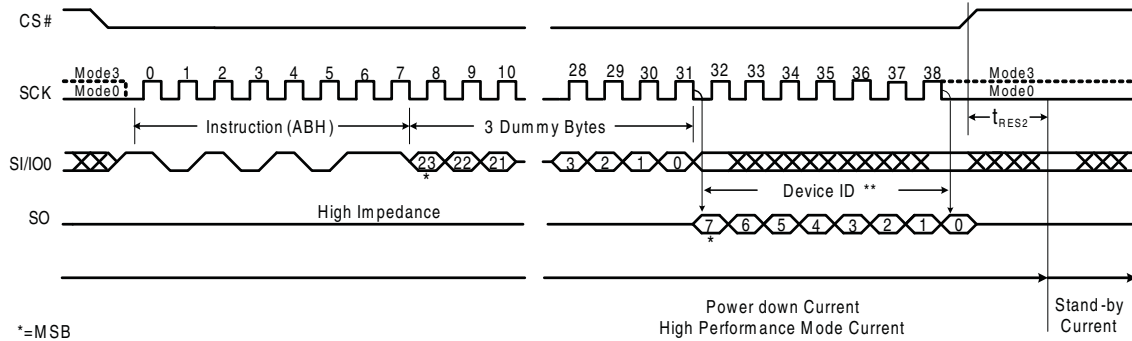 CS#
Mode3 0 1 2 3 4 5 6 7 8 9 10 28 29 30 31 32 33 34 35 36 37 38 Mode3
SCK Mode0 Mode0
Instruction (ABH) 3 Dummy Bytes tRES2
SI/IO0 23 22 21 3 2 1 0
*
Device ID **
SO High Impedance
7 6 5 4 3 2 1 0
*
Power down Current Stand-by
High Performance Mode Current Current
*=MSB